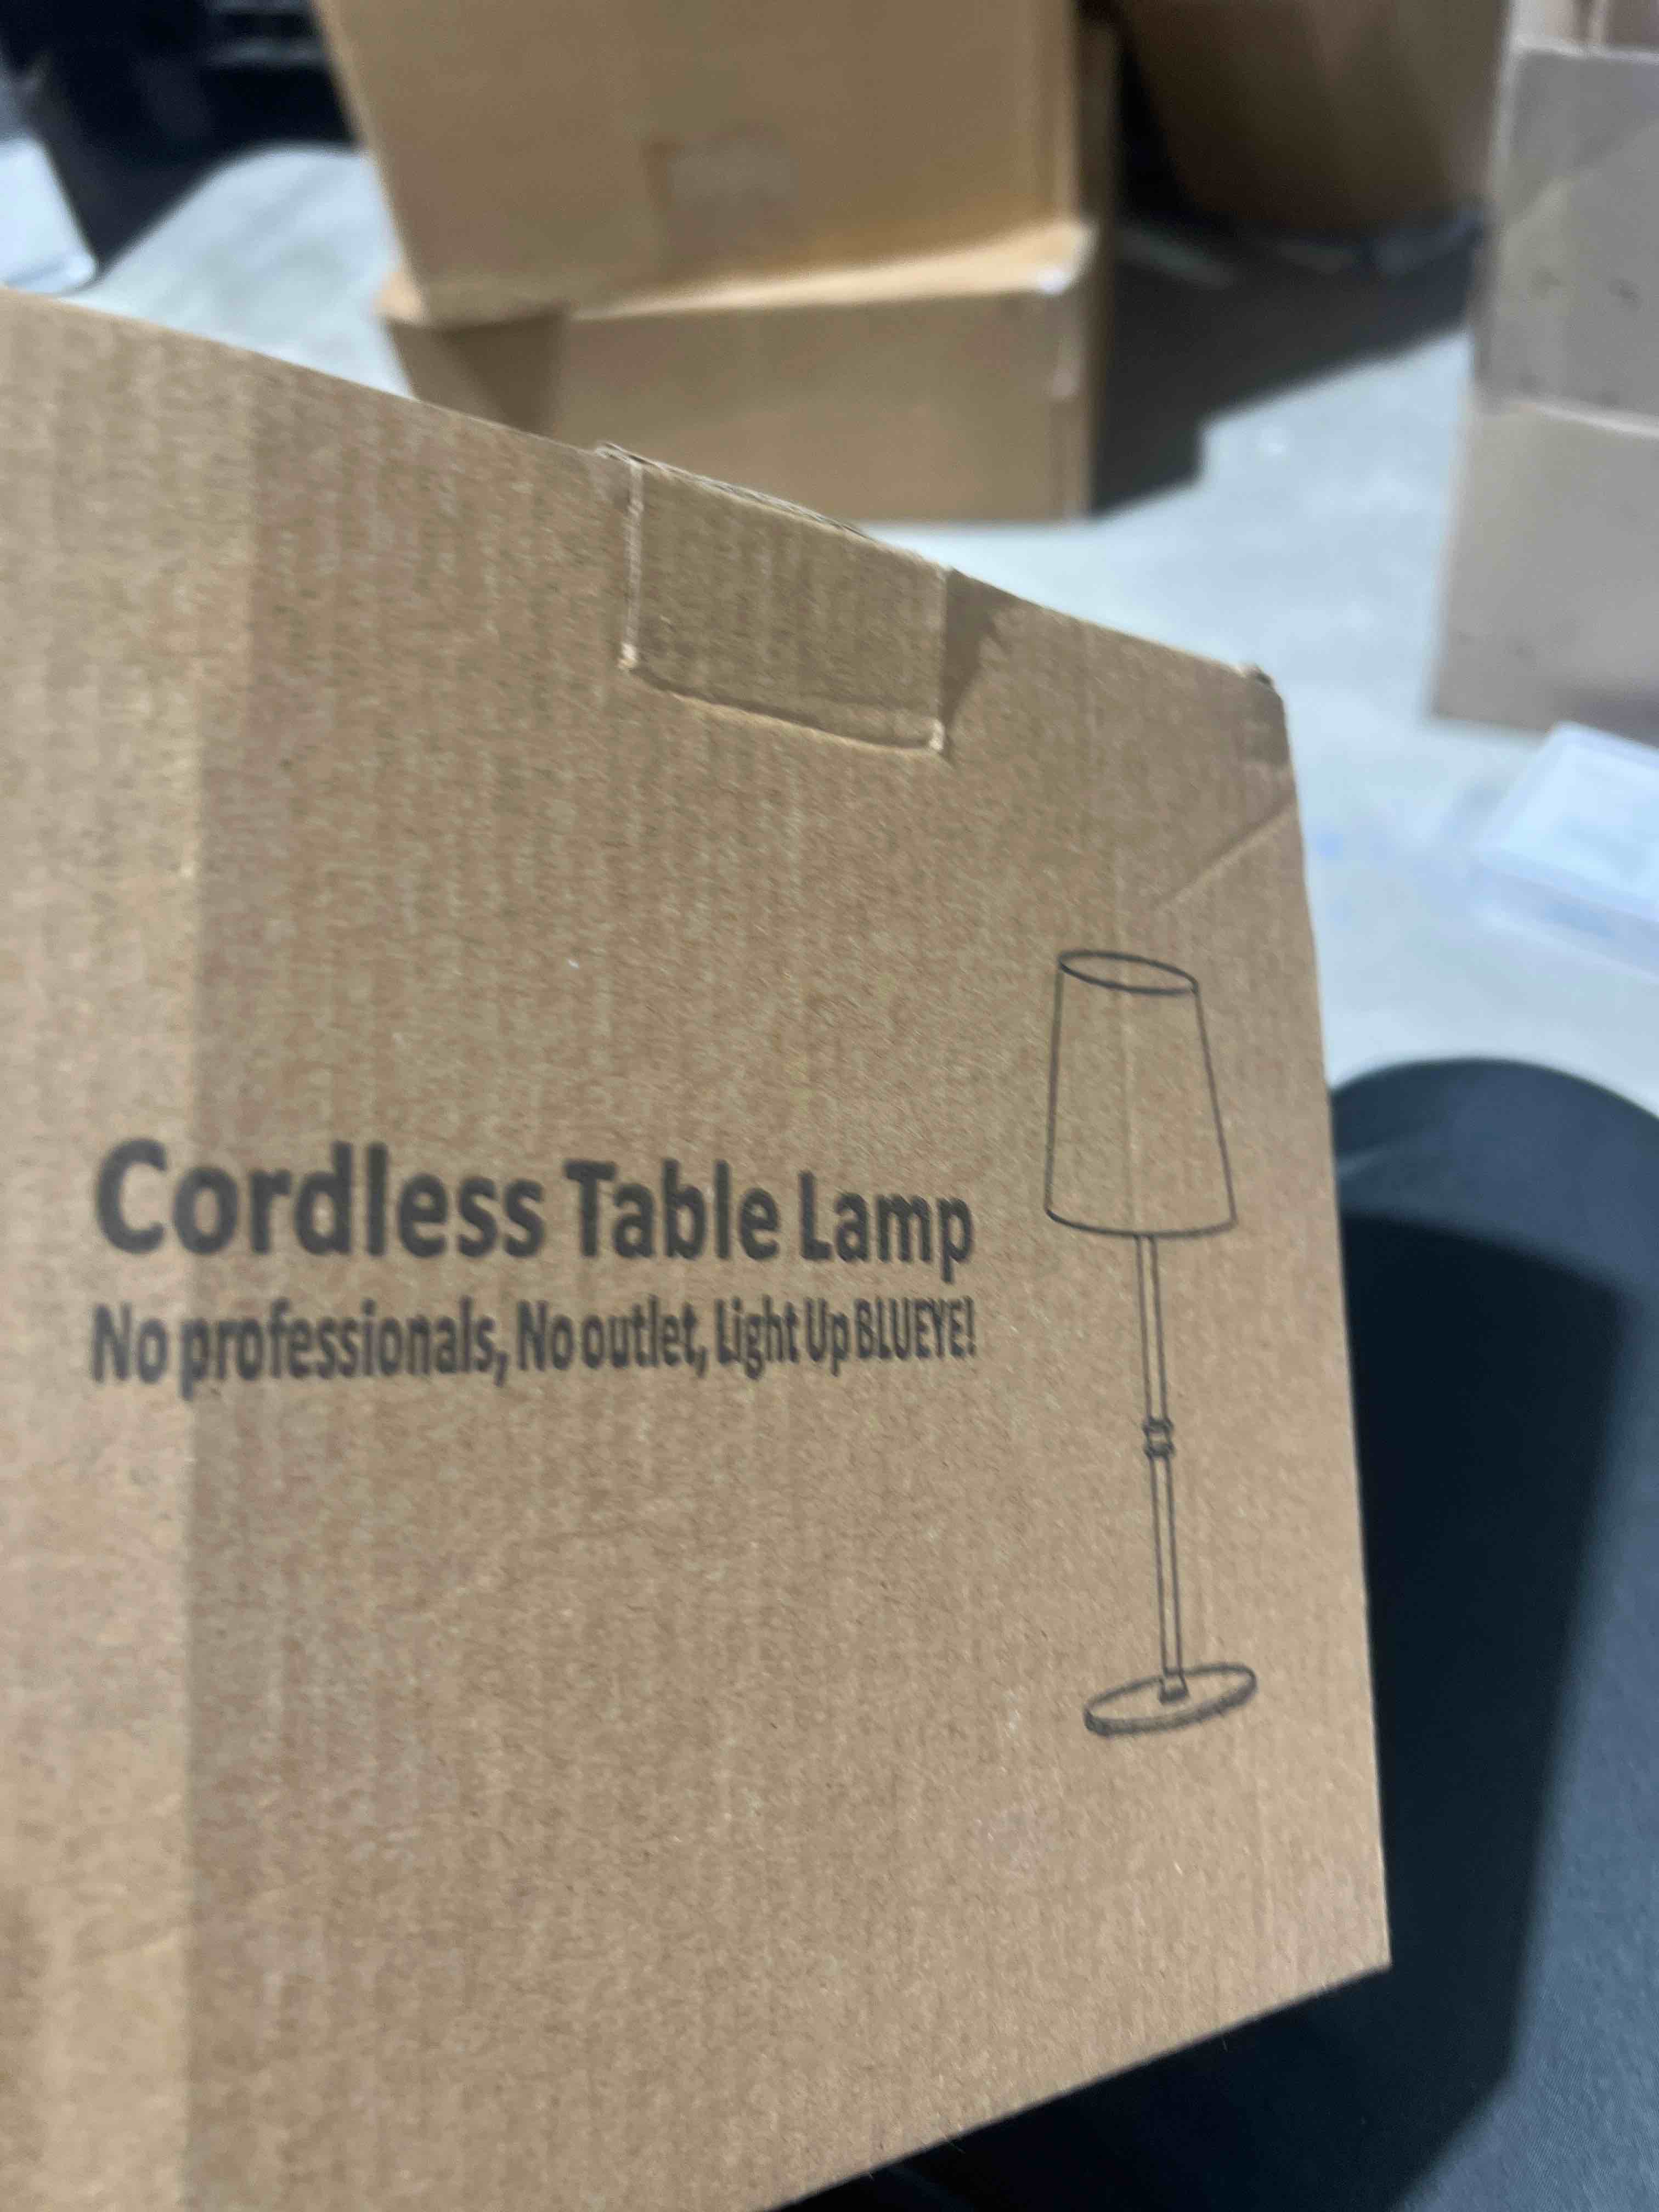 Cordless Table Lamp
No professionals, No outlet, Light Up BLUEYE!